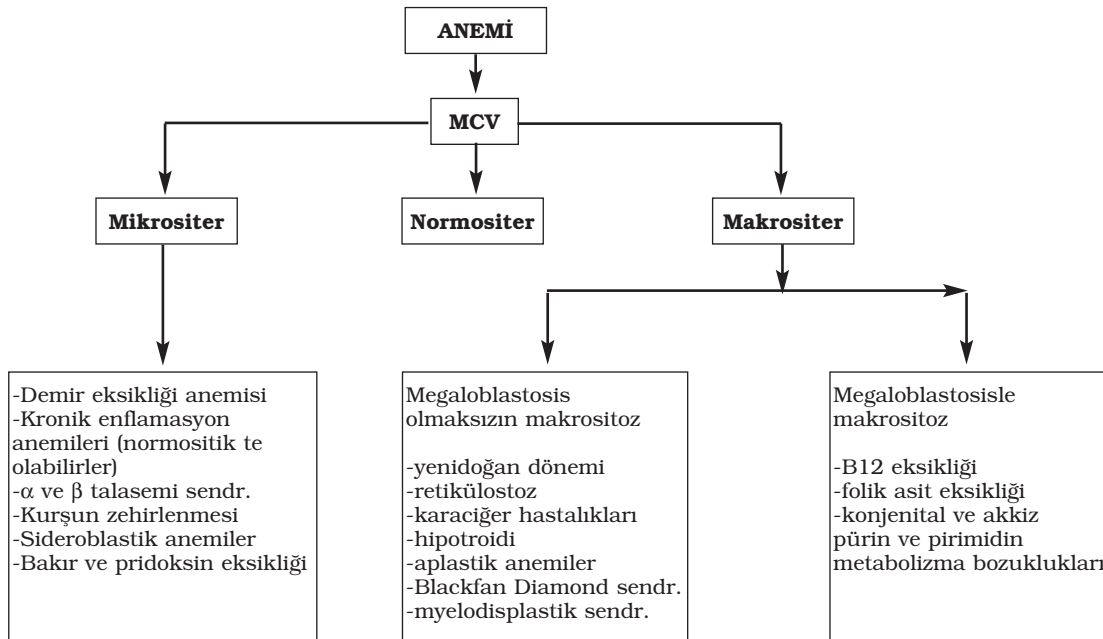 ANEMİ
MCV
Mikrositer
Normositer
Makrositer
-Demir eksikliği anemisi
-Kronik enflamasyon
anemileri (normositik te
olabilirler)
-α ve β talasemi sendr.
-Kurşun zehirlenmesi
-Sideroblastik anemiler
-Bakır ve pridoksin eksikliği
Megaloblastosis
olmaksızın makrositoz
-yenidoğan dönemi
-retikülostoz
-karaciğer hastalıkları
-hipotroidi
-aplastik anemiler
-Blackfan Diamond sendr.
-myelodisplastik sendr.
Megaloblastosisle
makrositoz
-B12 eksikliği
-folik asit eksikliği
-konjenital ve akkiz
pürin ve pirimidin
metabolizma bozuklukları